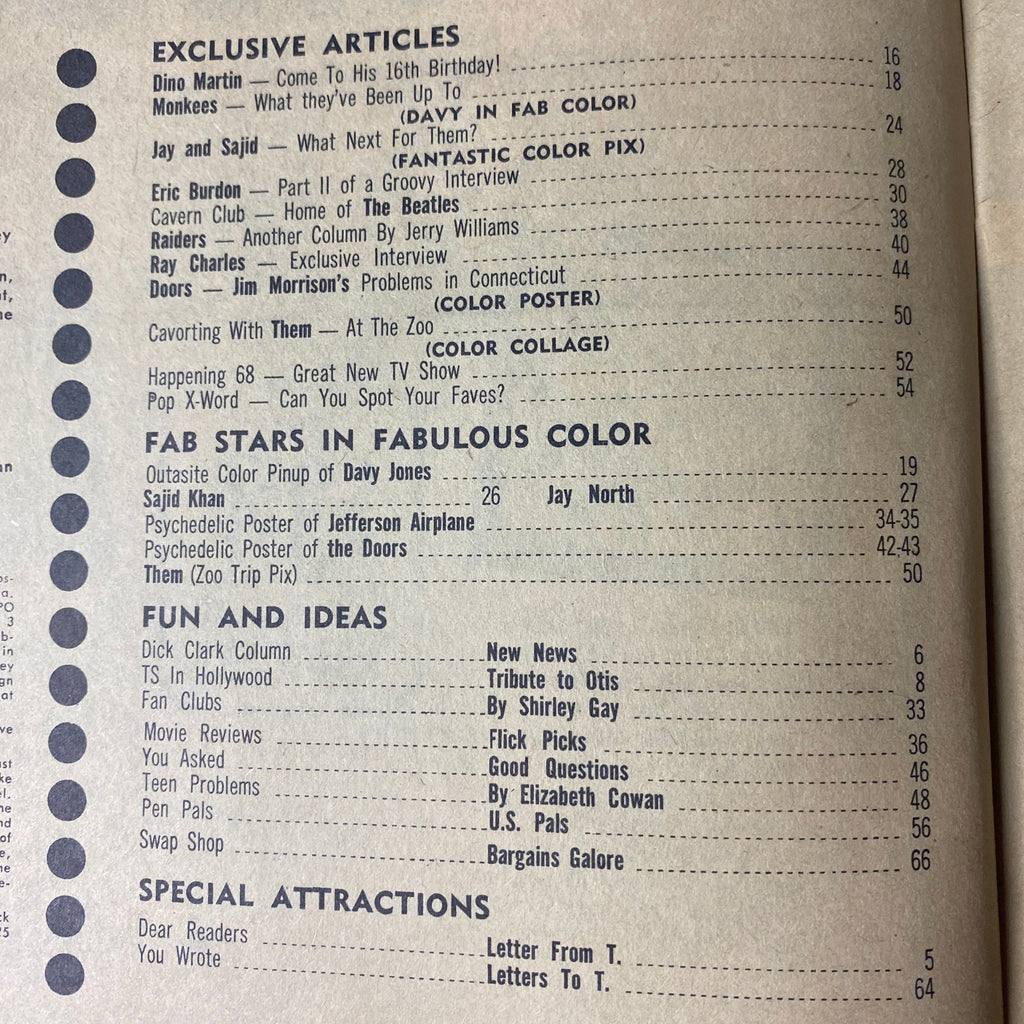 EXCLUSIVE ARTICLES
Dino Martin — Come To His 16th Birthday! 16
Monkees — What they've Been Up To 18
(DAVY IN FAB COLOR)
Jay and Sajid — What Next For Them? 24
(FANTASTIC COLOR PIX)
Eric Burdon — Part II of a Groovy Interview 28
Cavern Club — Home of The Beatles 30
Raiders — Another Column By Jerry Williams 38
Ray Charles — Exclusive Interview 40
Doors — Jim Morrison's Problems in Connecticut 44
(COLOR POSTER)
Cavorting With Them — At The Zoo 50
(COLOR COLLAGE)
Happening 68 — Great New TV Show 52
Pop X-Word — Can You Spot Your Faves? 54
FAB STARS IN FABULOUS COLOR
Outasite Color Pinup of Davy Jones 19
Sajid Khan 26 Jay North 27
Psychedelic Poster of Jefferson Airplane 34-35
Psychedelic Poster of the Doors 42-43
Them (Zoo Trip Pix) 50
FUN AND IDEAS
Dick Clark Column New News 6
TS In Hollywood Tribute to Otis 8
Fan Clubs By Shirley Gay 33
Movie Reviews Flick Picks 36
You Asked Good Questions 46
Teen Problems By Elizabeth Cowan 48
Pen Pals U.S. Pals 56
Swap Shop Bargains Galore 66
SPECIAL ATTRACTIONS
Dear Readers Letter From T. 5
You Wrote Letters To T. 64